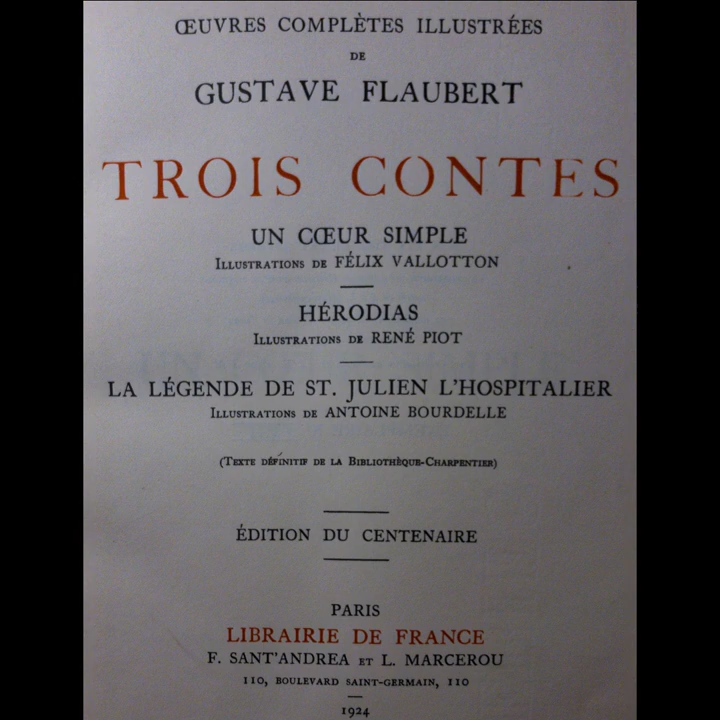 ŒUVRES COMPLÈTES ILLUSTRÉES
DE
GUSTAVE FLAUBERT
TROIS CONTES
UN CŒUR SIMPLE
ILLUSTRATIONS DE FÉLIX VALLOTTON
HÉRODIAS
ILLUSTRATIONS DE RENÉ PIOT
LA LÉGENDE DE ST. JULIEN L'HOSPITALIER
ILLUSTRATIONS DE ANTOINE BOURDELLE
(TEXTE DÉFINITIF DE LA BIBLIOTHÈQUE-CHARPENTIER)
ÉDITION DU CENTENAIRE
PARIS
LIBRAIRIE DE FRANCE
F. SANT'ANDREA ET L. MARCEROU
110, BOULEVARD SAINT-GERMAIN, 110
1924